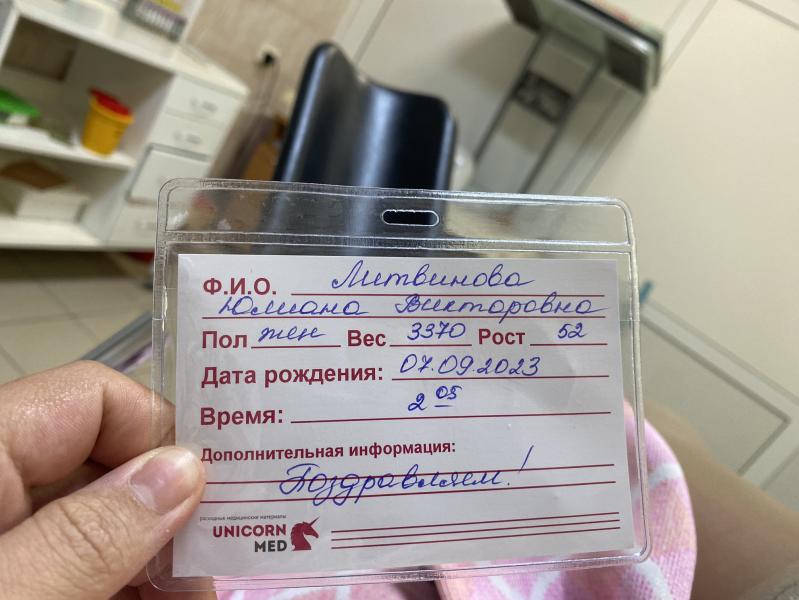 Ф.И.О. Литвинова
Юлиана Викторовна
Пол жен Вес 3370 Рост 52
Дата рождения: 07.09.2023
Время: 2 05
Дополнительная информация:
Поздравляем!
расходные медицинские материалы
UNICORN
MED